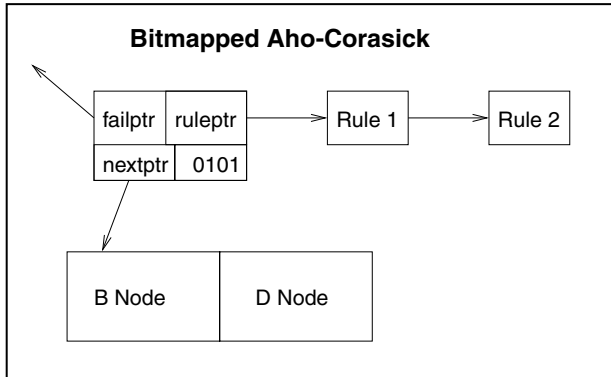 Bitmapped Aho-Corasick
failptr ruleptr Rule 1 Rule 2
nextptr 0101
B Node D Node